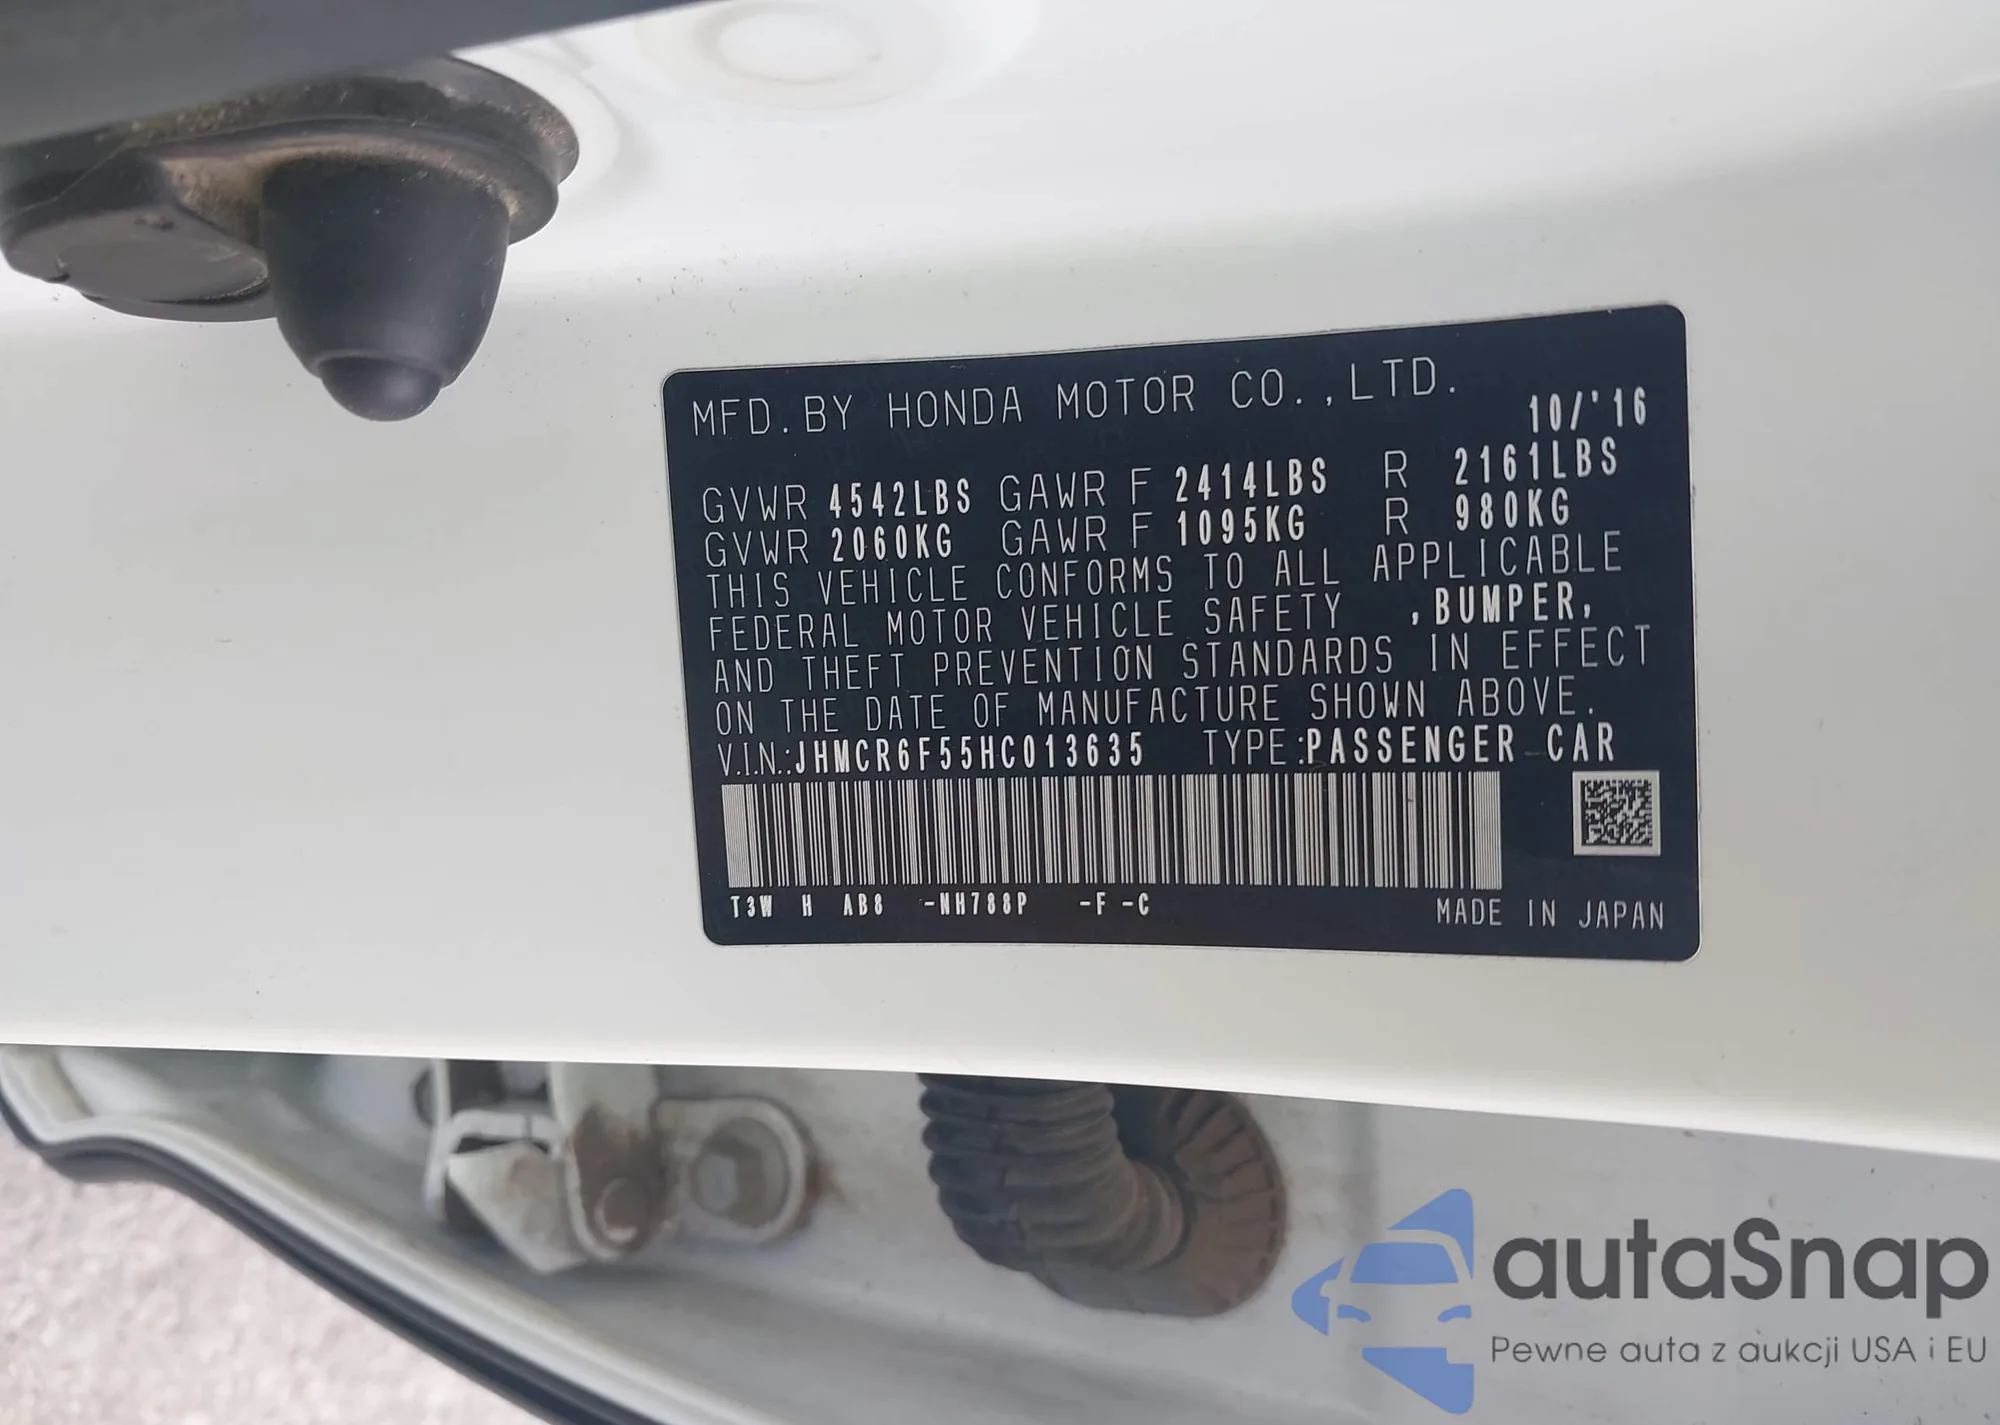 MFD. BY HONDA MOTOR CO., LTD.
10/'16
GVWR 4542LBS GAWR F 2414LBS R 2161LBS
GVWR 2060KG GAWR F 1095KG R 980KG
THIS VEHICLE CONFORMS TO ALL APPLICABLE
FEDERAL MOTOR VEHICLE SAFETY ,BUMPER,
AND THEFT PREVENTION STANDARDS IN EFFECT
ON THE DATE OF MANUFACTURE SHOWN ABOVE.
V.I.N.:JHMCR6F55HC013635 TYPE:PASSENGER CAR
T3W H AB8 -NH788P -F -C
MADE IN JAPAN
autaSnap
Pewne auta z aukcji USA i EU